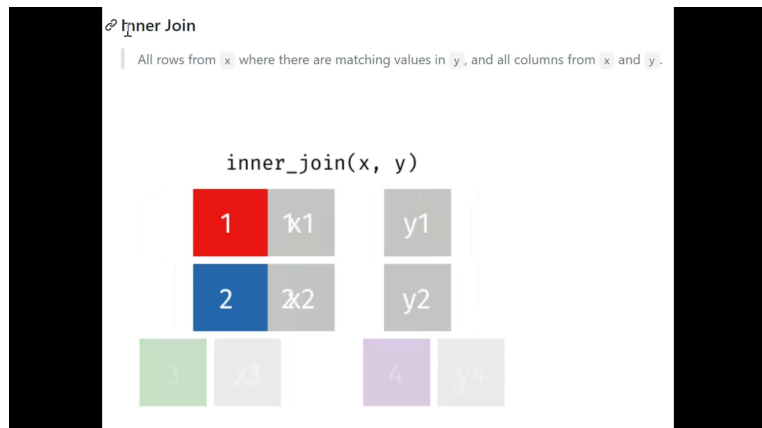 Inner Join
All rows from x where there are matching values in y, and all columns from x and y.
inner_join(x, y)
1 x1 y1
2 x2 y2
3 x3 4 y4